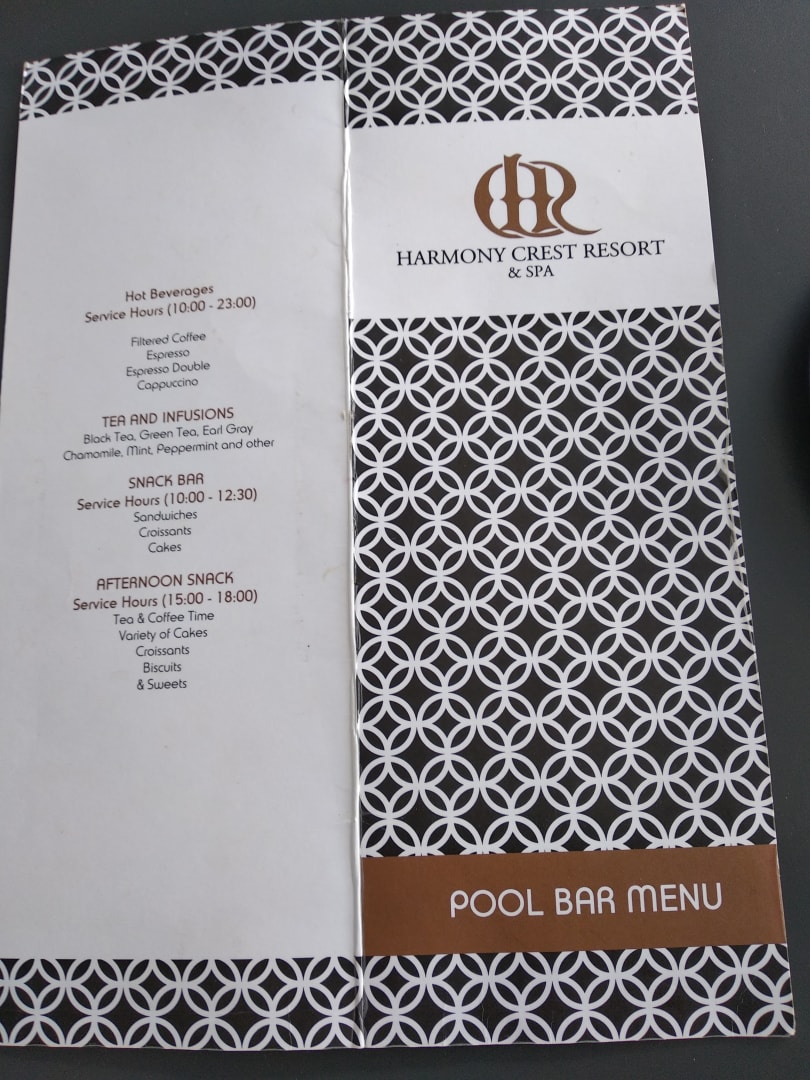 Hot Beverages
Service Hours (10:00 - 23:00)
Filtered Coffee
Espresso
Espresso Double
Cappuccino
TEA AND INFUSIONS
Black Tea, Green Tea, Earl Gray
Chamomile, Mint, Peppermint and other
SNACK BAR
Service Hours (10:00 - 12:30)
Sandwiches
Croissants
Cakes
AFTERNOON SNACK
Service Hours (15:00 - 18:00)
Tea & Coffee Time
Variety of Cakes
Croissants
Biscuits
& Sweets
HARMONY CREST RESORT
& SPA
POOL BAR MENU